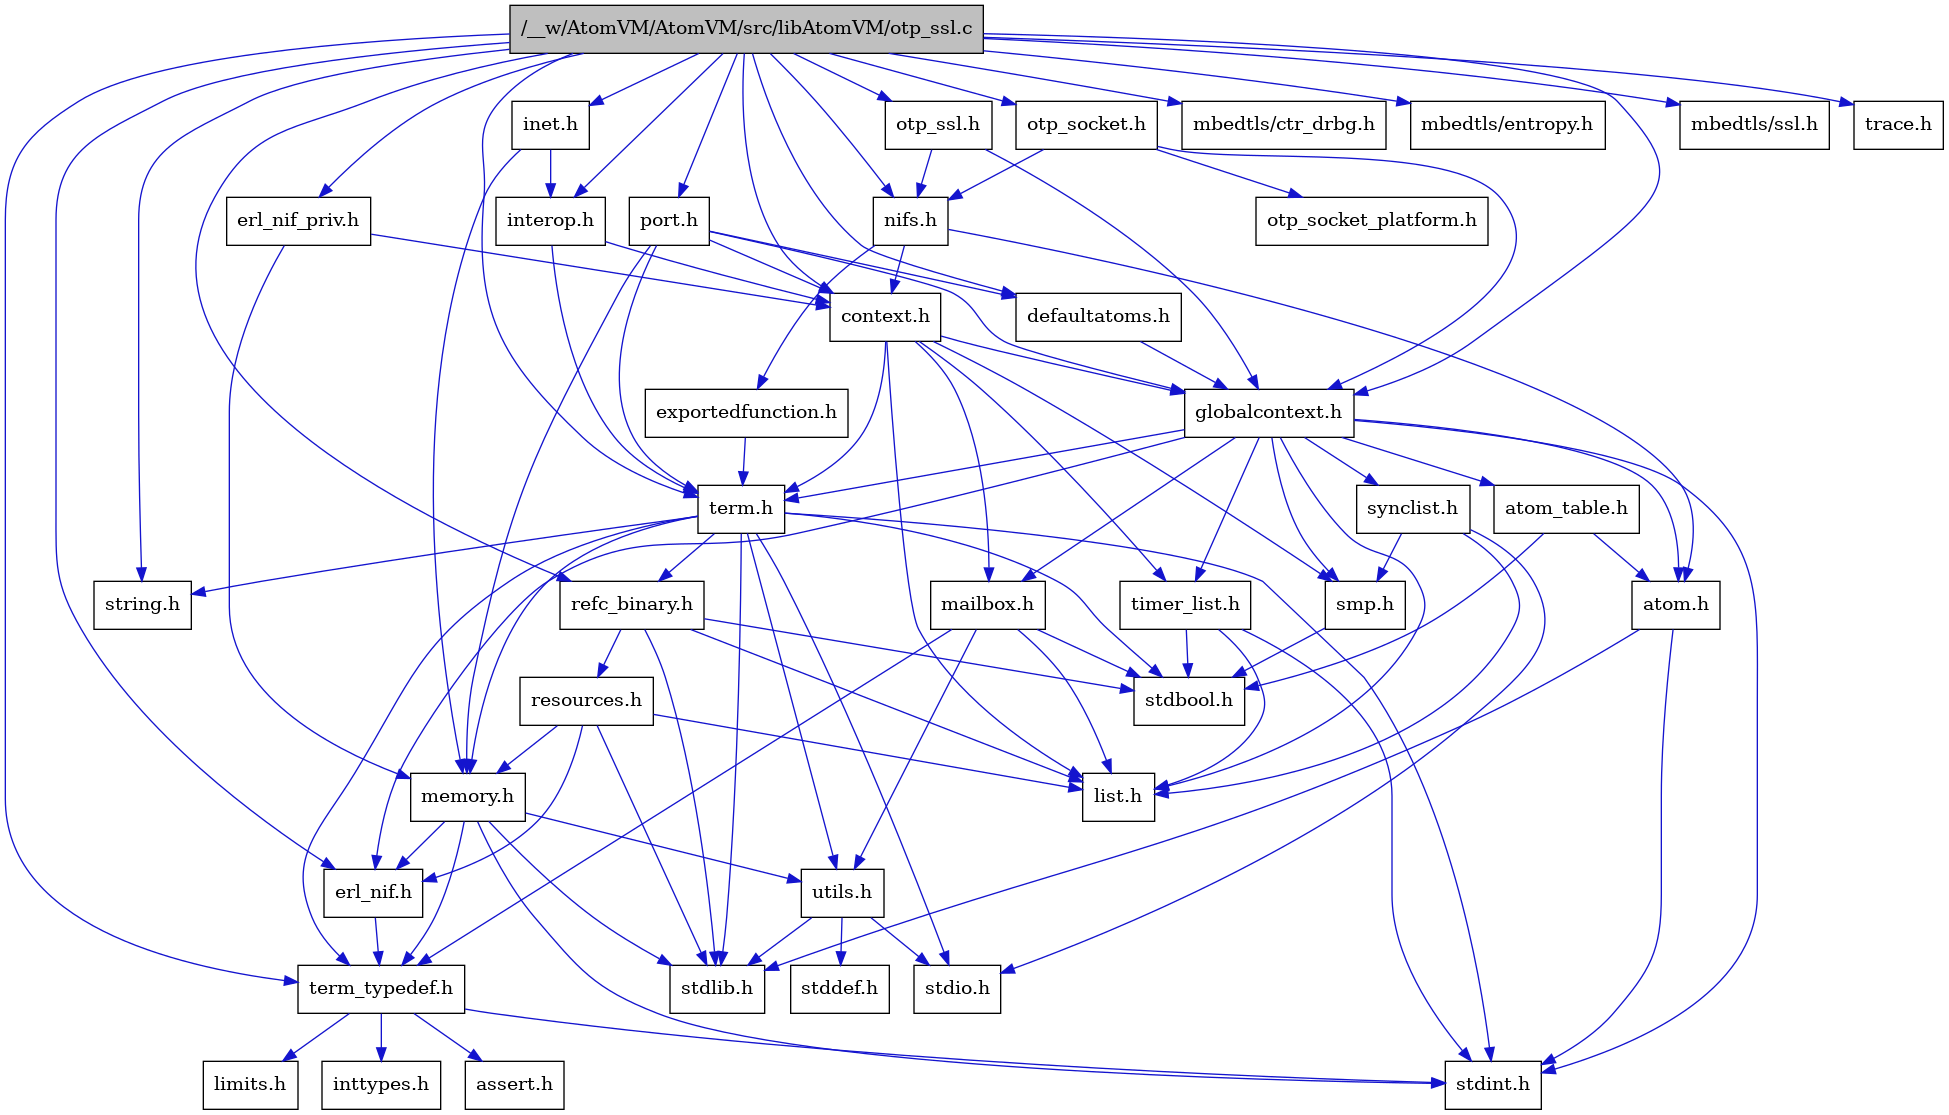 /__w/AtomVM/AtomVM/src/libAtomVM/otp_ssl.c
inet.h
otp_ssl.h
otp_socket.h
mbedtls/ctr_drbg.h
mbedtls/entropy.h
mbedtls/ssl.h
trace.h
erl_nif_priv.h
interop.h
port.h
nifs.h
otp_socket_platform.h
context.h
defaultatoms.h
exportedfunction.h
globalcontext.h
term.h
synclist.h
atom_table.h
string.h
refc_binary.h
mailbox.h
timer_list.h
smp.h
atom.h
resources.h
stdbool.h
memory.h
list.h
erl_nif.h
utils.h
term_typedef.h
stdlib.h
stddef.h
stdio.h
limits.h
inttypes.h
assert.h
stdint.h